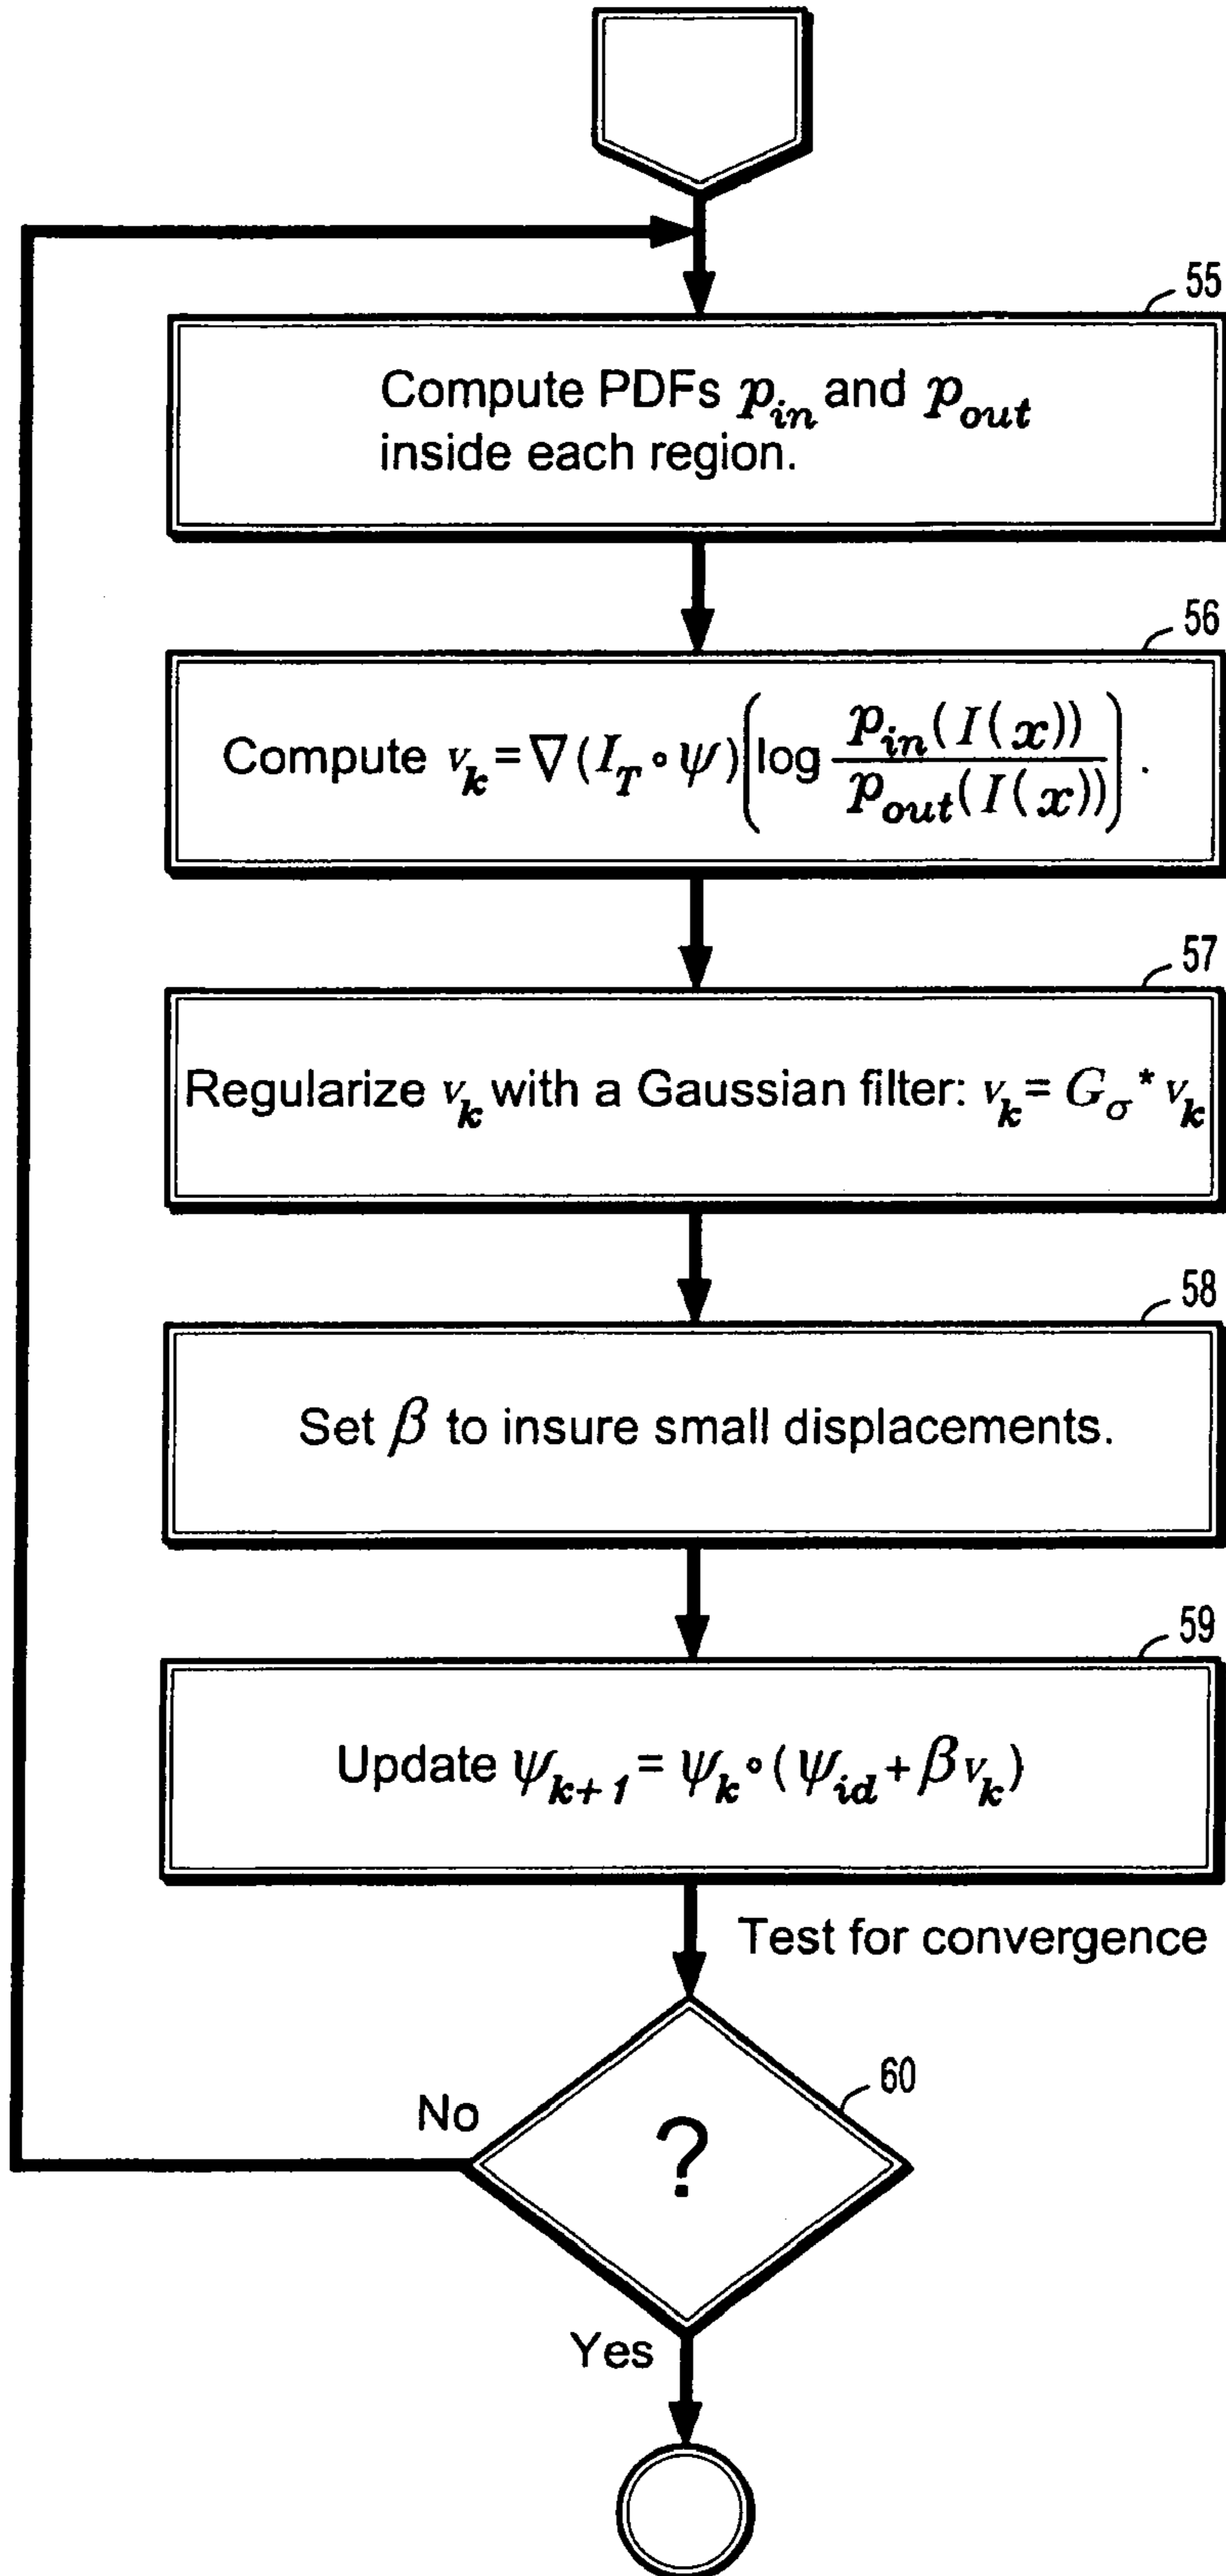 55
Compute PDFs p_in and p_out
inside each region.
56
Compute v_k = ∇(I_T ∘ ψ)(log p_in(I(x)) / p_out(I(x))) .
57
Regularize v_k with a Gaussian filter: v_k = G_σ * v_k
58
Set β to insure small displacements.
59
Update ψ_k+1 = ψ_k ∘ (ψ_id + β v_k)
Test for convergence
60
No
?
Yes